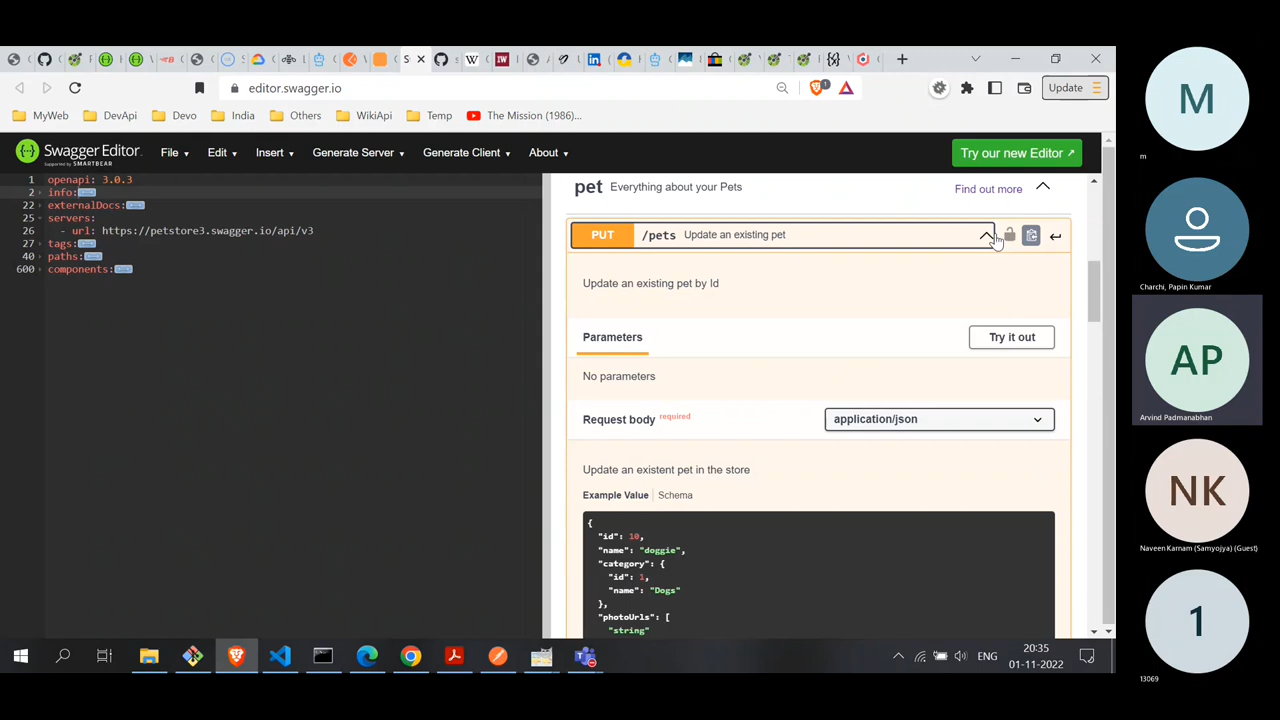 editor.swagger.io
Update
MyWeb
DevApi
Devo
India
Others
WikiApi
Temp
The Mission (1986)...
Swagger Editor.
Supported by SMARTBEAR
File
Edit
Insert
Generate Server
Generate Client
About
Try our new Editor ↗
1 openapi: 3.0.3
2 info:
22 externalDocs:
25 servers:
26 - url: https://petstore3.swagger.io/api/v3
27 tags:
40 paths:
600 components:
pet Everything about your Pets
Find out more
PUT /pets Update an existing pet
Update an existing pet by Id
Parameters
Try it out
No parameters
Request body required
application/json
Update an existent pet in the store
Example Value | Schema
{
"id": 10,
"name": "doggie",
"category": {
"id": 1,
"name": "Dogs"
},
"photoUrls": [
"string"
ENG
20:35
01-11-2022
M
m
Charchi, Papin Kumar
AP
Arvind Padmanabhan
NK
Naveen Karnam (Samyojya) (Guest)
1
13069